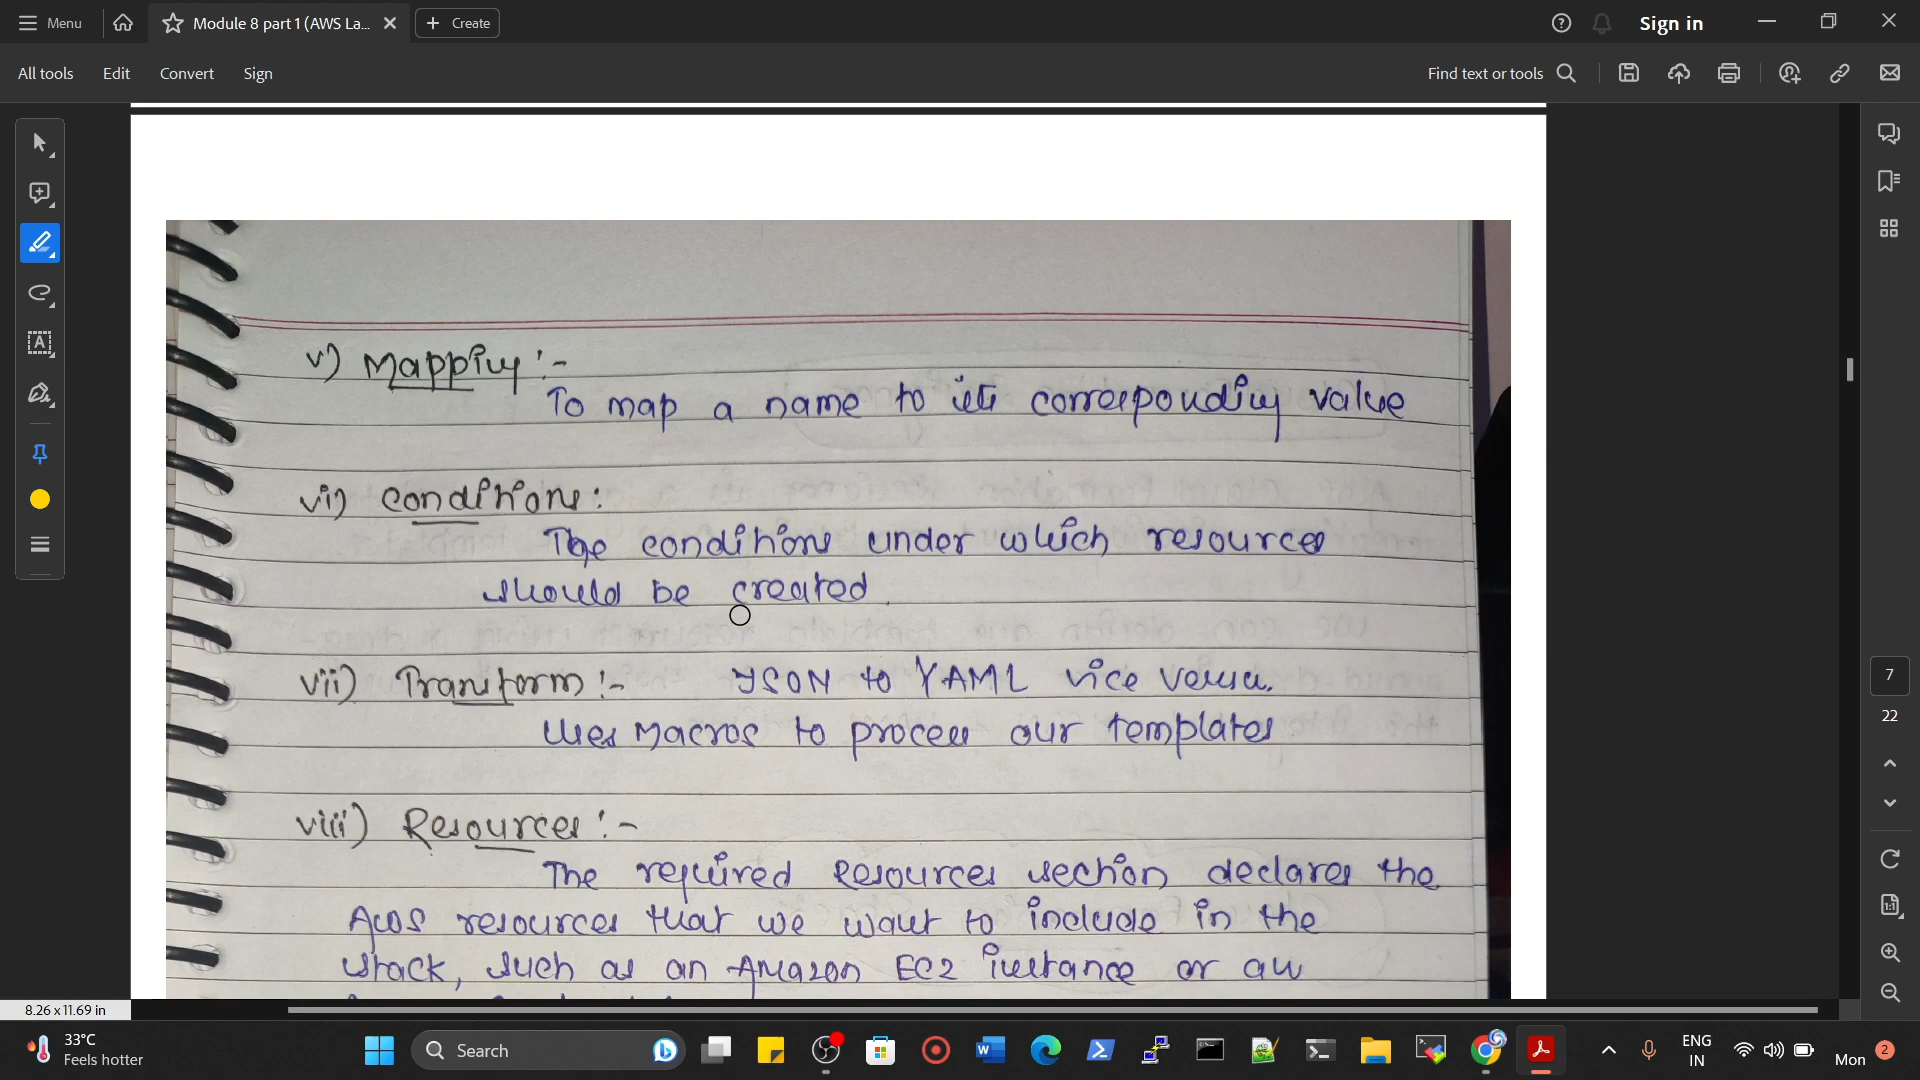 Menu
Module 8 part 1 (AWS La...
Create
Sign in
All tools
Edit
Convert
Sign
Find text or tools
v) Mapping :-
To map a name to its corresponding value
vi) conditions :
The conditions under which resources
should be created.
vii) Transform :- JSON to YAML vice versa.
Uses Macros to process our templates
viii) Resources :-
The required Resources section declares the
AWS resources that we want to include in the
stack, such as an Amazon EC2 instance or an
7
22
8.26 x 11.69 in
33°C
Feels hotter
Search
ENG
IN
Mon
2